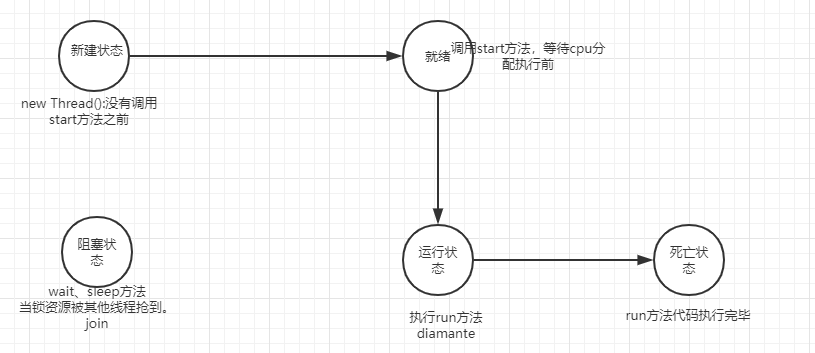 新建状态
new Thread():没有调用
start方法之前
就绪
调用start方法，等待cpu分
配执行前
阻塞状
态
wait、sleep方法
当锁资源被其他线程抢到。
join
运行状
态
执行run方法
diamante
死亡状
态
run方法代码执行完毕